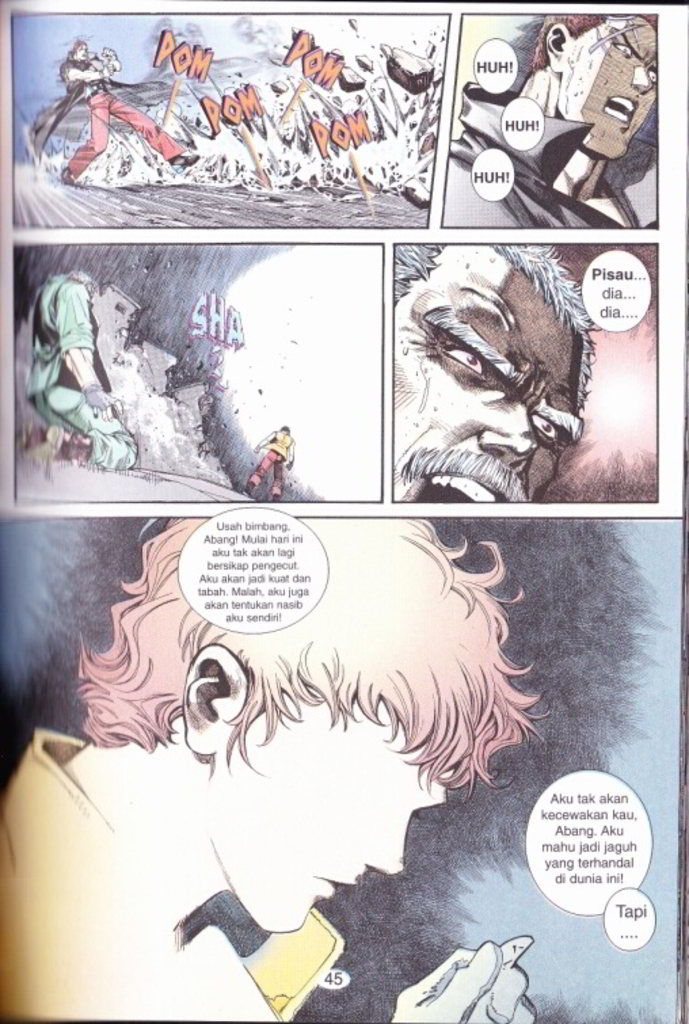 POM
POM
POM
POM
HUH!
HUH!
HUH!
SHA
Pisau...
dia...
dia....
Usah bimbang,
Abang! Mulai hari ini
aku tak akan lagi
bersikap pengecut.
Aku akan jadi kuat dan
tabah. Malah, aku juga
akan tentukan nasib
aku sendiri!
Aku tak akan
kecewakan kau,
Abang. Aku
mahu jadi jaguh
yang terhandal
di dunia ini!
Tapi
....
45